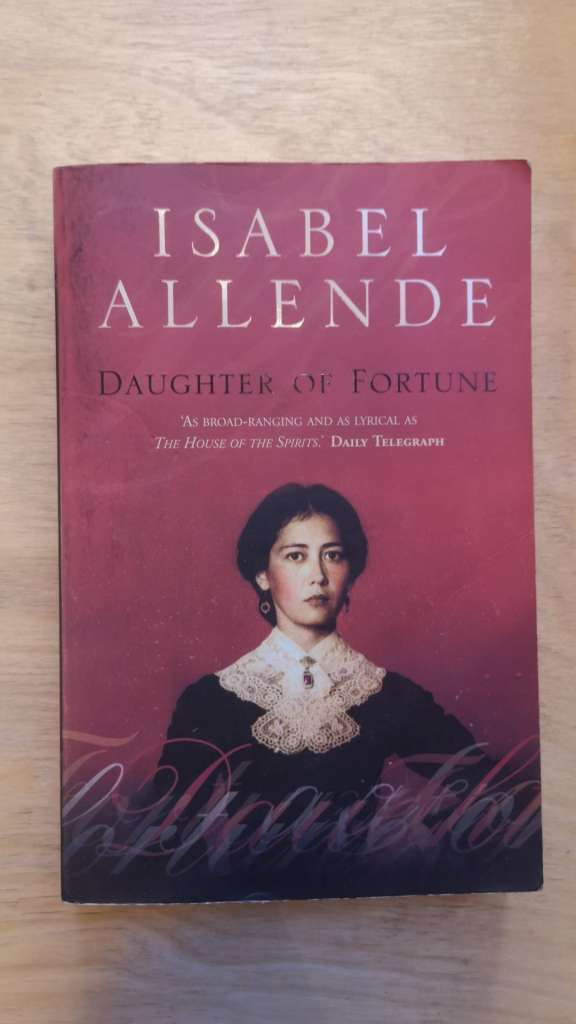 ISABEL
ALLENDE
DAUGHTER OF FORTUNE
'AS BROAD-RANGING AND AS LYRICAL AS
THE HOUSE OF THE SPIRITS.' DAILY TELEGRAPH